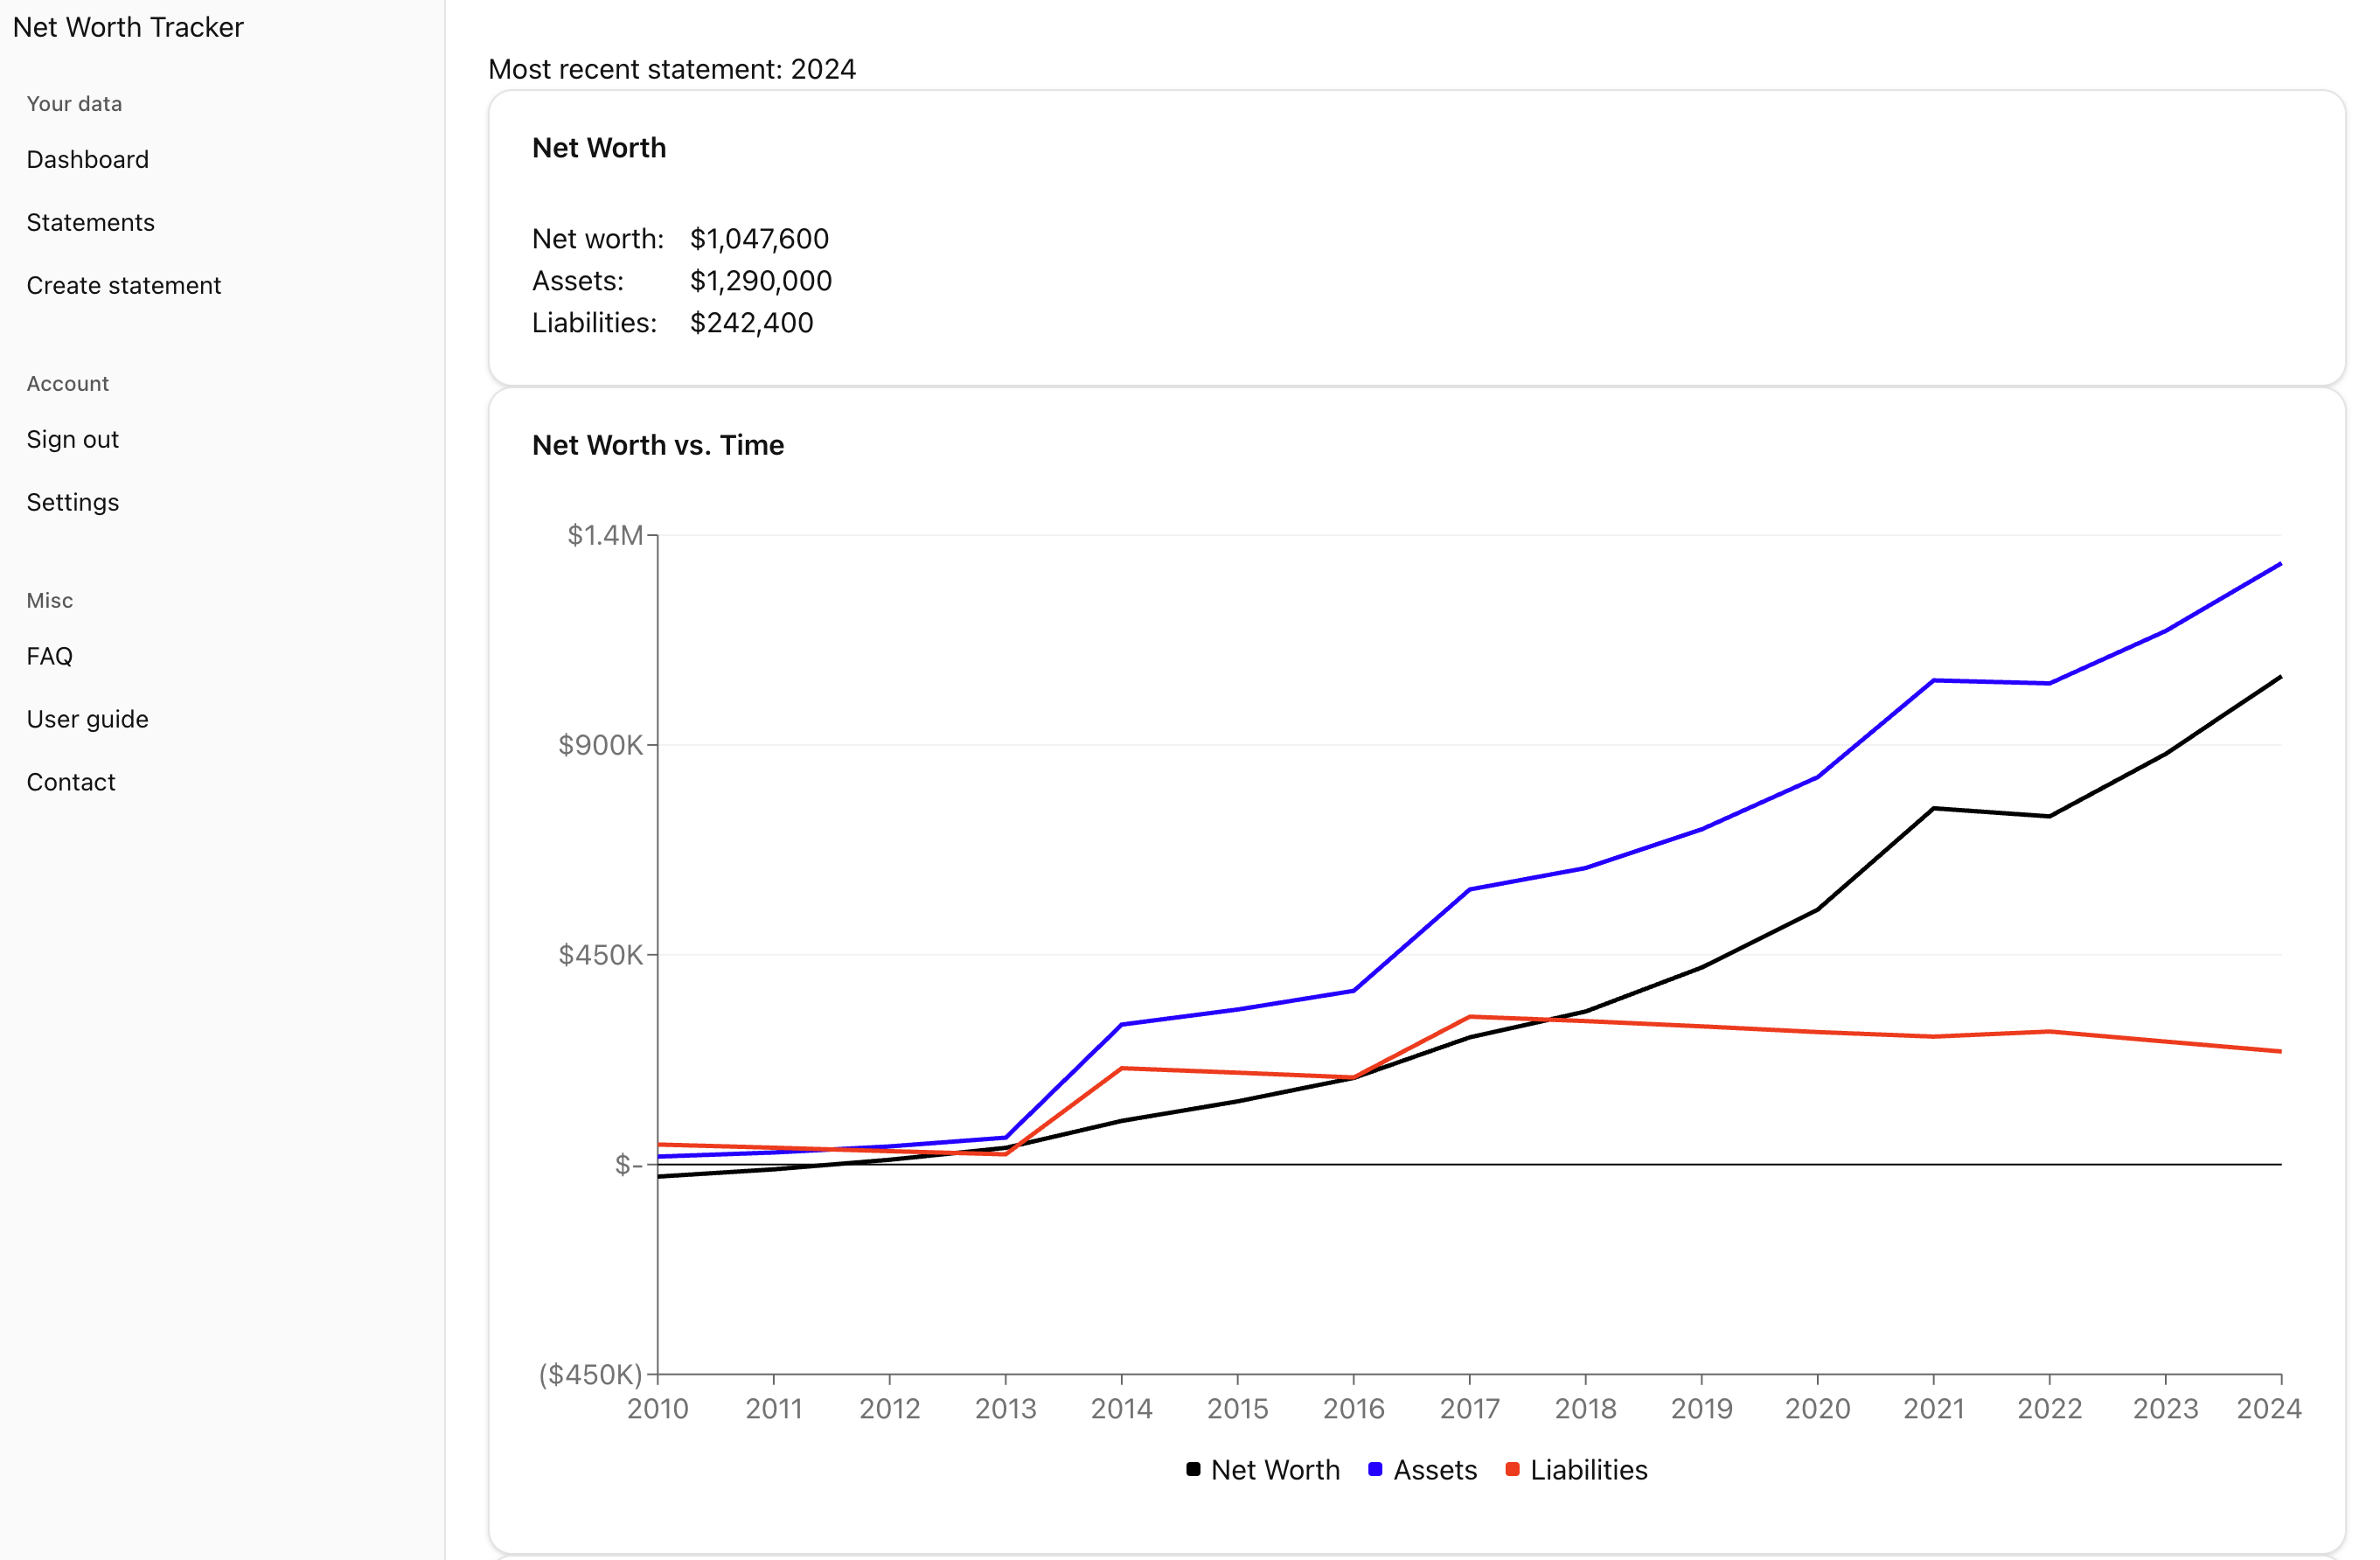 Net Worth Tracker
Your data
Dashboard
Statements
Create statement
Account
Sign out
Settings
Misc
FAQ
User guide
Contact
Most recent statement: 2024
Net Worth
Net worth: $1,047,600
Assets: $1,290,000
Liabilities: $242,400
Net Worth vs. Time
$1.4M
$900K
$450K
$-
($450K)
2010 2011 2012 2013 2014 2015 2016 2017 2018 2019 2020 2021 2022 2023 2024
Net Worth Assets Liabilities